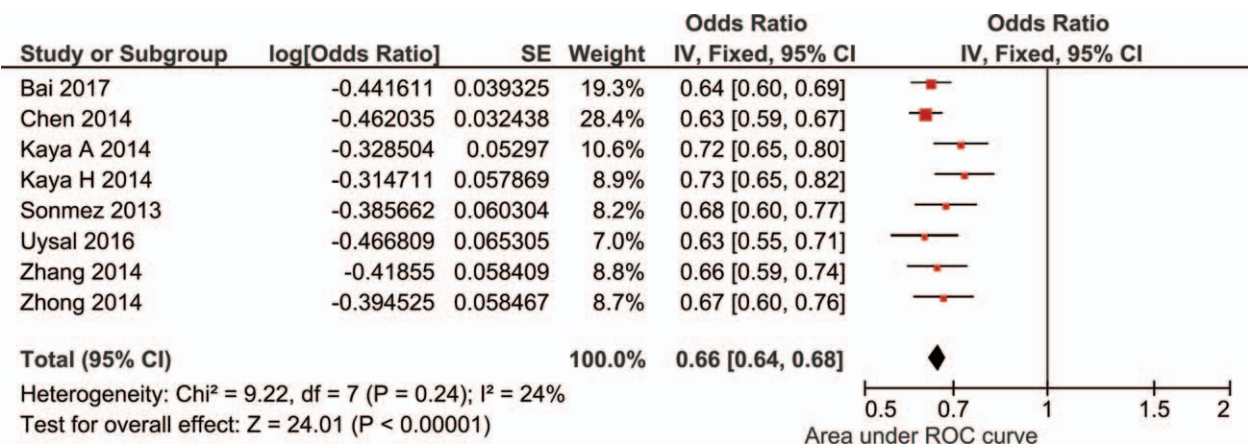 Odds Ratio Odds Ratio
Study or Subgroup log[Odds Ratio] SE Weight IV, Fixed, 95% CI IV, Fixed, 95% CI
Bai 2017 -0.441611 0.039325 19.3% 0.64 [0.60, 0.69]
Chen 2014 -0.462035 0.032438 28.4% 0.63 [0.59, 0.67]
Kaya A 2014 -0.328504 0.05297 10.6% 0.72 [0.65, 0.80]
Kaya H 2014 -0.314711 0.057869 8.9% 0.73 [0.65, 0.82]
Sonmez 2013 -0.385662 0.060304 8.2% 0.68 [0.60, 0.77]
Uysal 2016 -0.466809 0.065305 7.0% 0.63 [0.55, 0.71]
Zhang 2014 -0.41855 0.058409 8.8% 0.66 [0.59, 0.74]
Zhong 2014 -0.394525 0.058467 8.7% 0.67 [0.60, 0.76]
Total (95% CI) 100.0% 0.66 [0.64, 0.68]
Heterogeneity: Chi² = 9.22, df = 7 (P = 0.24); I² = 24%
Test for overall effect: Z = 24.01 (P < 0.00001)
0.5 0.7 1 1.5 2
Area under ROC curve